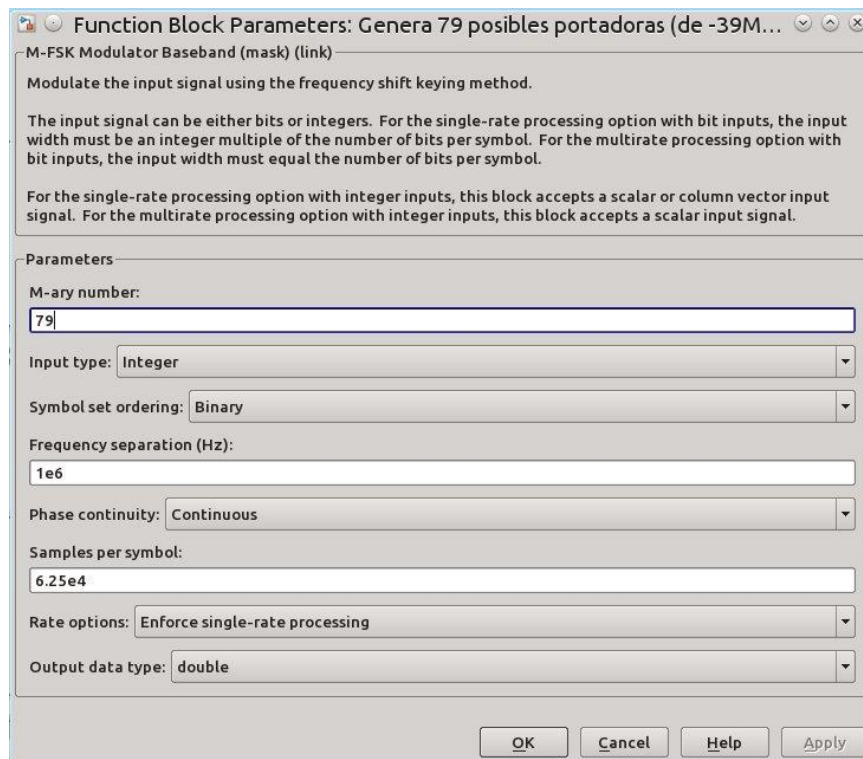 Function Block Parameters: Genera 79 posibles portadoras (de -39M...
M-FSK Modulator Baseband (mask) (link)
Modulate the input signal using the frequency shift keying method.
The input signal can be either bits or integers. For the single-rate processing option with bit inputs, the input
width must be an integer multiple of the number of bits per symbol. For the multirate processing option with
bit inputs, the input width must equal the number of bits per symbol.
For the single-rate processing option with integer inputs, this block accepts a scalar or column vector input
signal. For the multirate processing option with integer inputs, this block accepts a scalar input signal.
Parameters
M-ary number:
79
Input type: Integer
Symbol set ordering: Binary
Frequency separation (Hz):
1e6
Phase continuity: Continuous
Samples per symbol:
6.25e4
Rate options: Enforce single-rate processing
Output data type: double
OK Cancel Help Apply